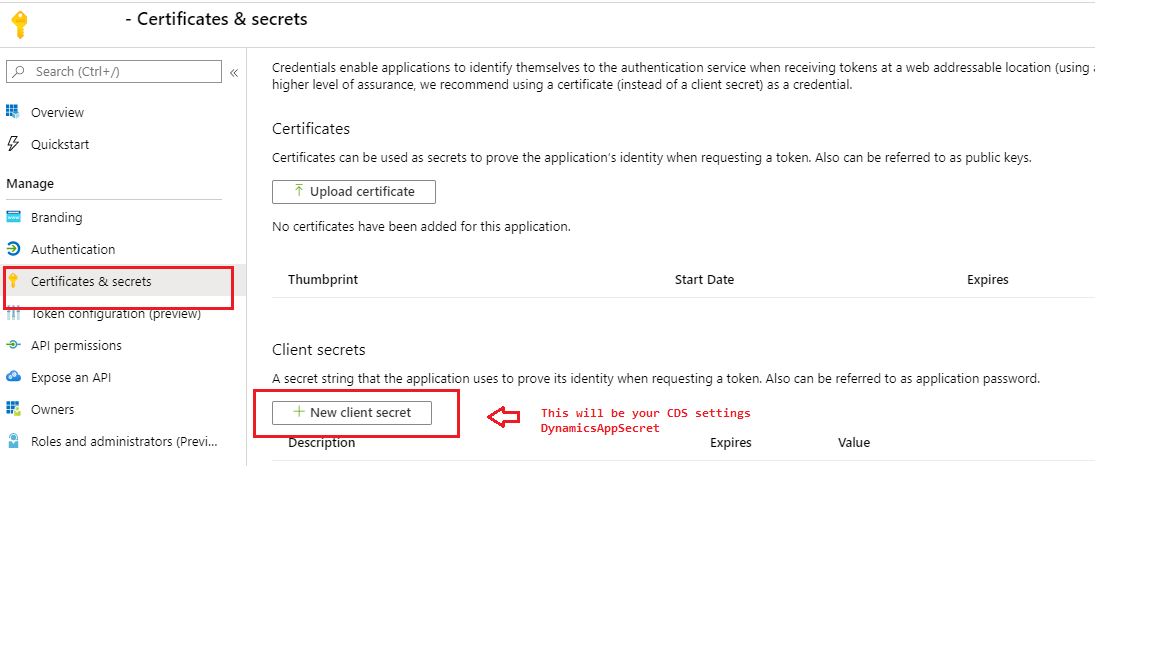 - Certificates & secrets
Search (Ctrl+/)
«
Overview
Quickstart
Manage
Branding
Authentication
Certificates & secrets
Token configuration (preview)
API permissions
Expose an API
Owners
Roles and administrators (Previ...
Credentials enable applications to identify themselves to the authentication service when receiving tokens at a web addressable location (using
higher level of assurance, we recommend using a certificate (instead of a client secret) as a credential.
Certificates
Certificates can be used as secrets to prove the application's identity when requesting a token. Also can be referred to as public keys.
Upload certificate
No certificates have been added for this application.
Thumbprint Start Date Expires
Client secrets
A secret string that the application uses to prove its identity when requesting a token. Also can be referred to as application password.
New client secret
This will be your CDS settings
DynamicsAppSecret
Description Expires Value